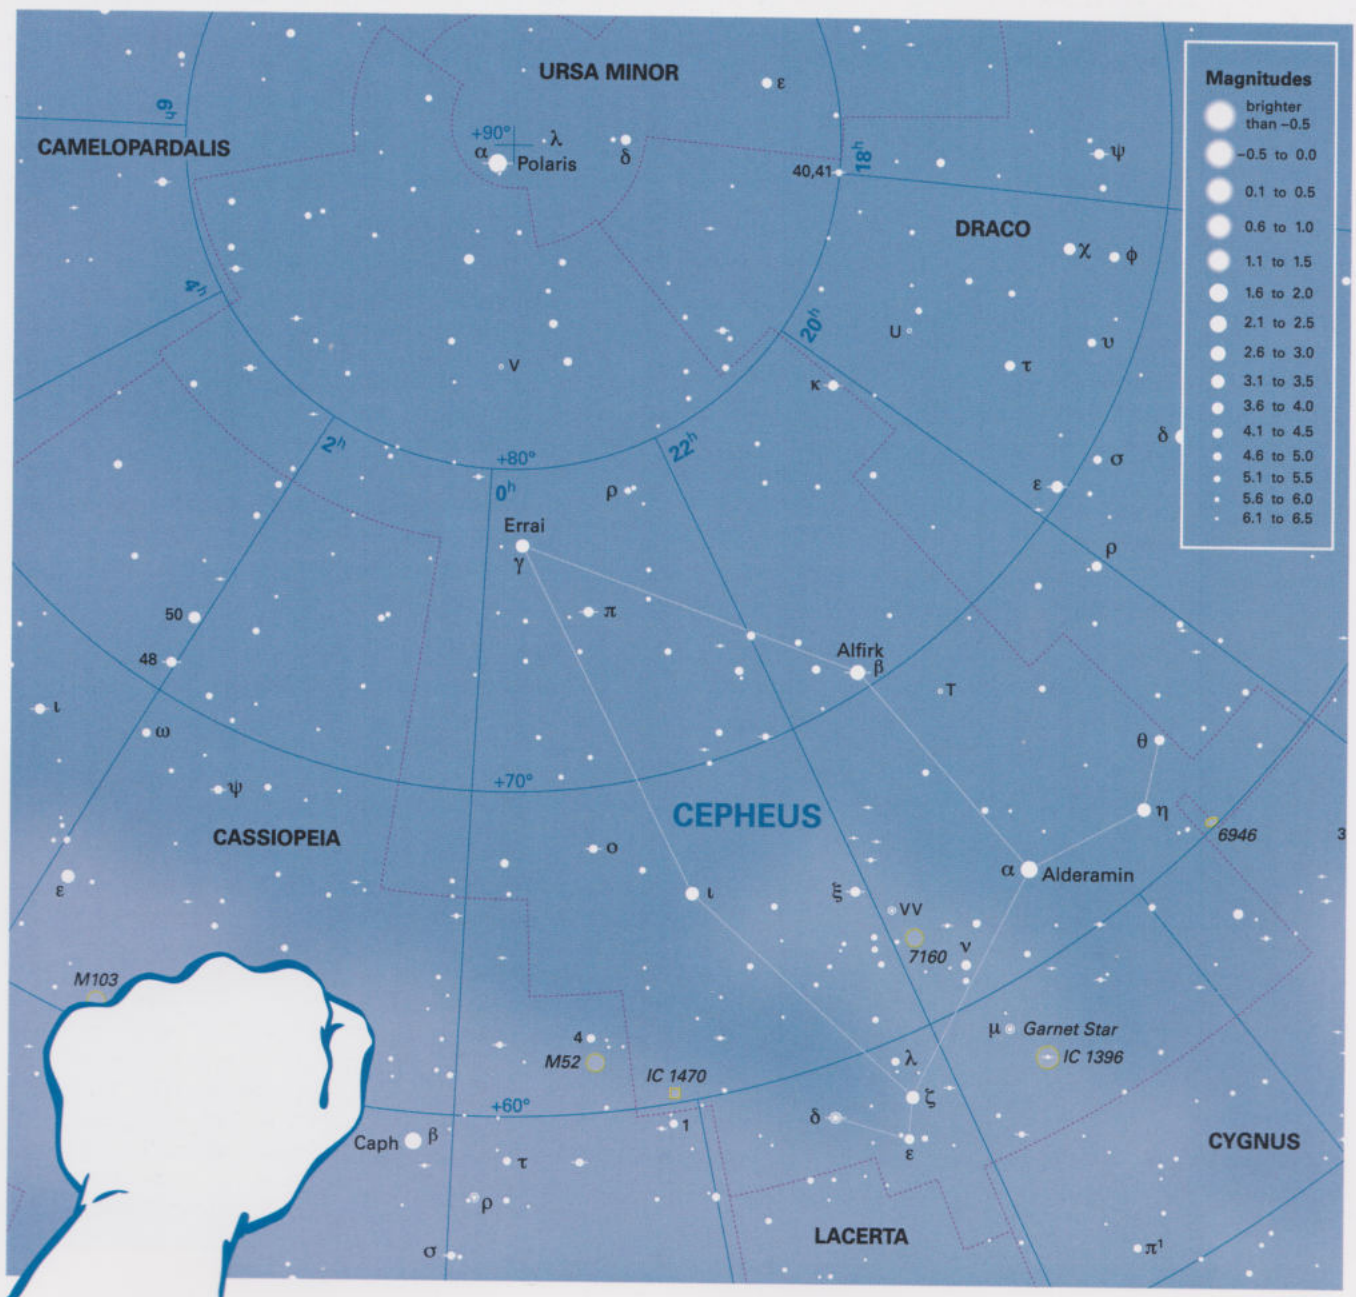 URSA MINOR
ε
6ʰ
CAMELOPARDALIS
+90°
λ
α
Polaris
δ
18ʰ
40,41
ψ
DRACO
χ
φ
4ʰ
20ʰ
U
υ
V
τ
κ
2ʰ
+80°
22ʰ
δ
0ʰ
ρ
ε
σ
Errai
γ
ρ
50
π
48
Alfirk
β
T
ι
ω
θ
+70°
ψ
CEPHEUS
η
CASSIOPEIA
6946
3
ο
α
Alderamin
ε
ι
ξ
VV
7160
ν
M103
4
M52
μ
Garnet Star
IC 1396
IC 1470
λ
ζ
+60°
δ
1
Caph
β
ε
CYGNUS
τ
ρ
LACERTA
σ
π¹
Magnitudes
brighter
than –0.5
–0.5 to 0.0
0.1 to 0.5
0.6 to 1.0
1.1 to 1.5
1.6 to 2.0
2.1 to 2.5
2.6 to 3.0
3.1 to 3.5
3.6 to 4.0
4.1 to 4.5
4.6 to 5.0
5.1 to 5.5
5.6 to 6.0
6.1 to 6.5